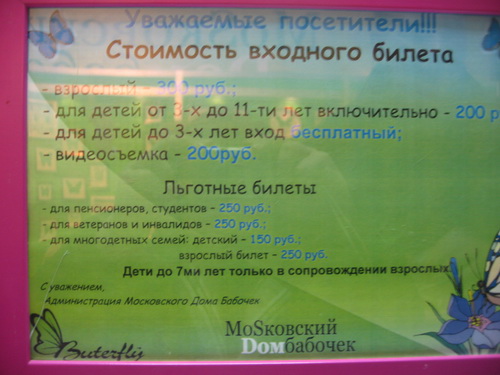 Уважаемые посетители!!!
Стоимость входного билета
- взрослый - 300 руб.;
- для детей от 3-х до 11-ти лет включительно - 200 р
- для детей до 3-х лет вход бесплатный;
- видеосъемка - 200руб.
Льготные билеты
- для пенсионеров, студентов – 250 руб.;
- для ветеранов и инвалидов – 250 руб.;
- для многодетных семей: детский – 150 руб.;
взрослый билет – 250 руб.
Дети до 7ми лет только в сопровождении взрослых.
С уважением,
Администрация Московского Дома Бабочек
МоSковский
Domбабочек
Buterfly